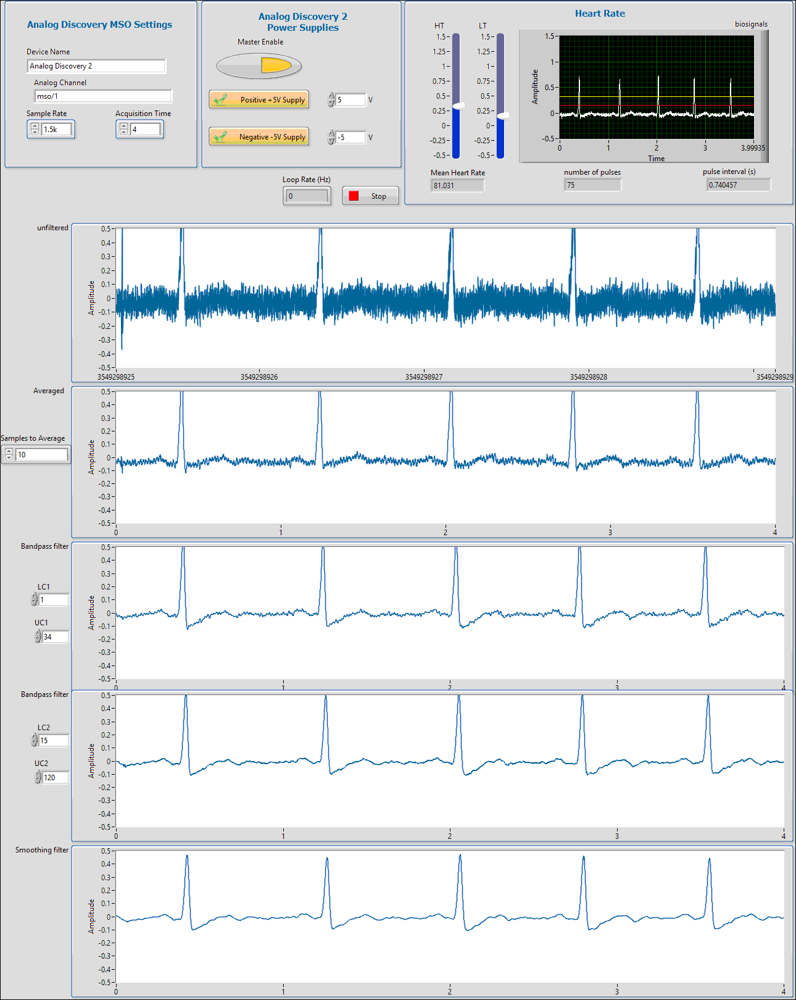 Analog Discovery MSO Settings
Device Name
Analog Discovery 2
Analog Channel
mso/1
Sample Rate
Acquisition Time
1.5k
4
Analog Discovery 2
Power Supplies
Master Enable
Positive +5V Supply
5
V
Negative -5V Supply
-5
V
Loop Rate (Hz)
0
Stop
Heart Rate
biosignals
HT
LT
1.5
1.25
1
0.75
0.5
0.25
0
-0.25
-0.5
1.5
1.25
1
0.75
0.5
0.25
0
-0.25
-0.5
Amplitude
1.5
1
0.5
0
-0.5
0 1 2 3 3.99935
Time
Mean Heart Rate
81.031
number of pulses
75
pulse interval (s)
0.740457
unfiltered
Amplitude
0.5
0.4
0.3
0.2
0.1
0
-0.1
-0.2
-0.3
-0.4
-0.5
3549298925 3549298926 3549298927 3549298928 3549298929
Averaged
Samples to Average
10
Amplitude
0.5
0.4
0.3
0.2
0.1
0
-0.1
-0.2
-0.3
-0.4
-0.5
0 1 2 3 4
Bandpass filter
LC1
1
UC1
34
Amplitude
0.5
0.4
0.3
0.2
0.1
0
-0.1
-0.2
-0.3
-0.4
-0.5
0 1 2 3 4
Bandpass filter
LC2
15
UC2
120
Amplitude
0.5
0.4
0.3
0.2
0.1
0
-0.1
-0.2
-0.3
-0.4
-0.5
0 1 2 3 4
Smoothing filter
Amplitude
0.5
0.4
0.3
0.2
0.1
0
-0.1
-0.2
-0.3
-0.4
-0.5
0 1 2 3 4